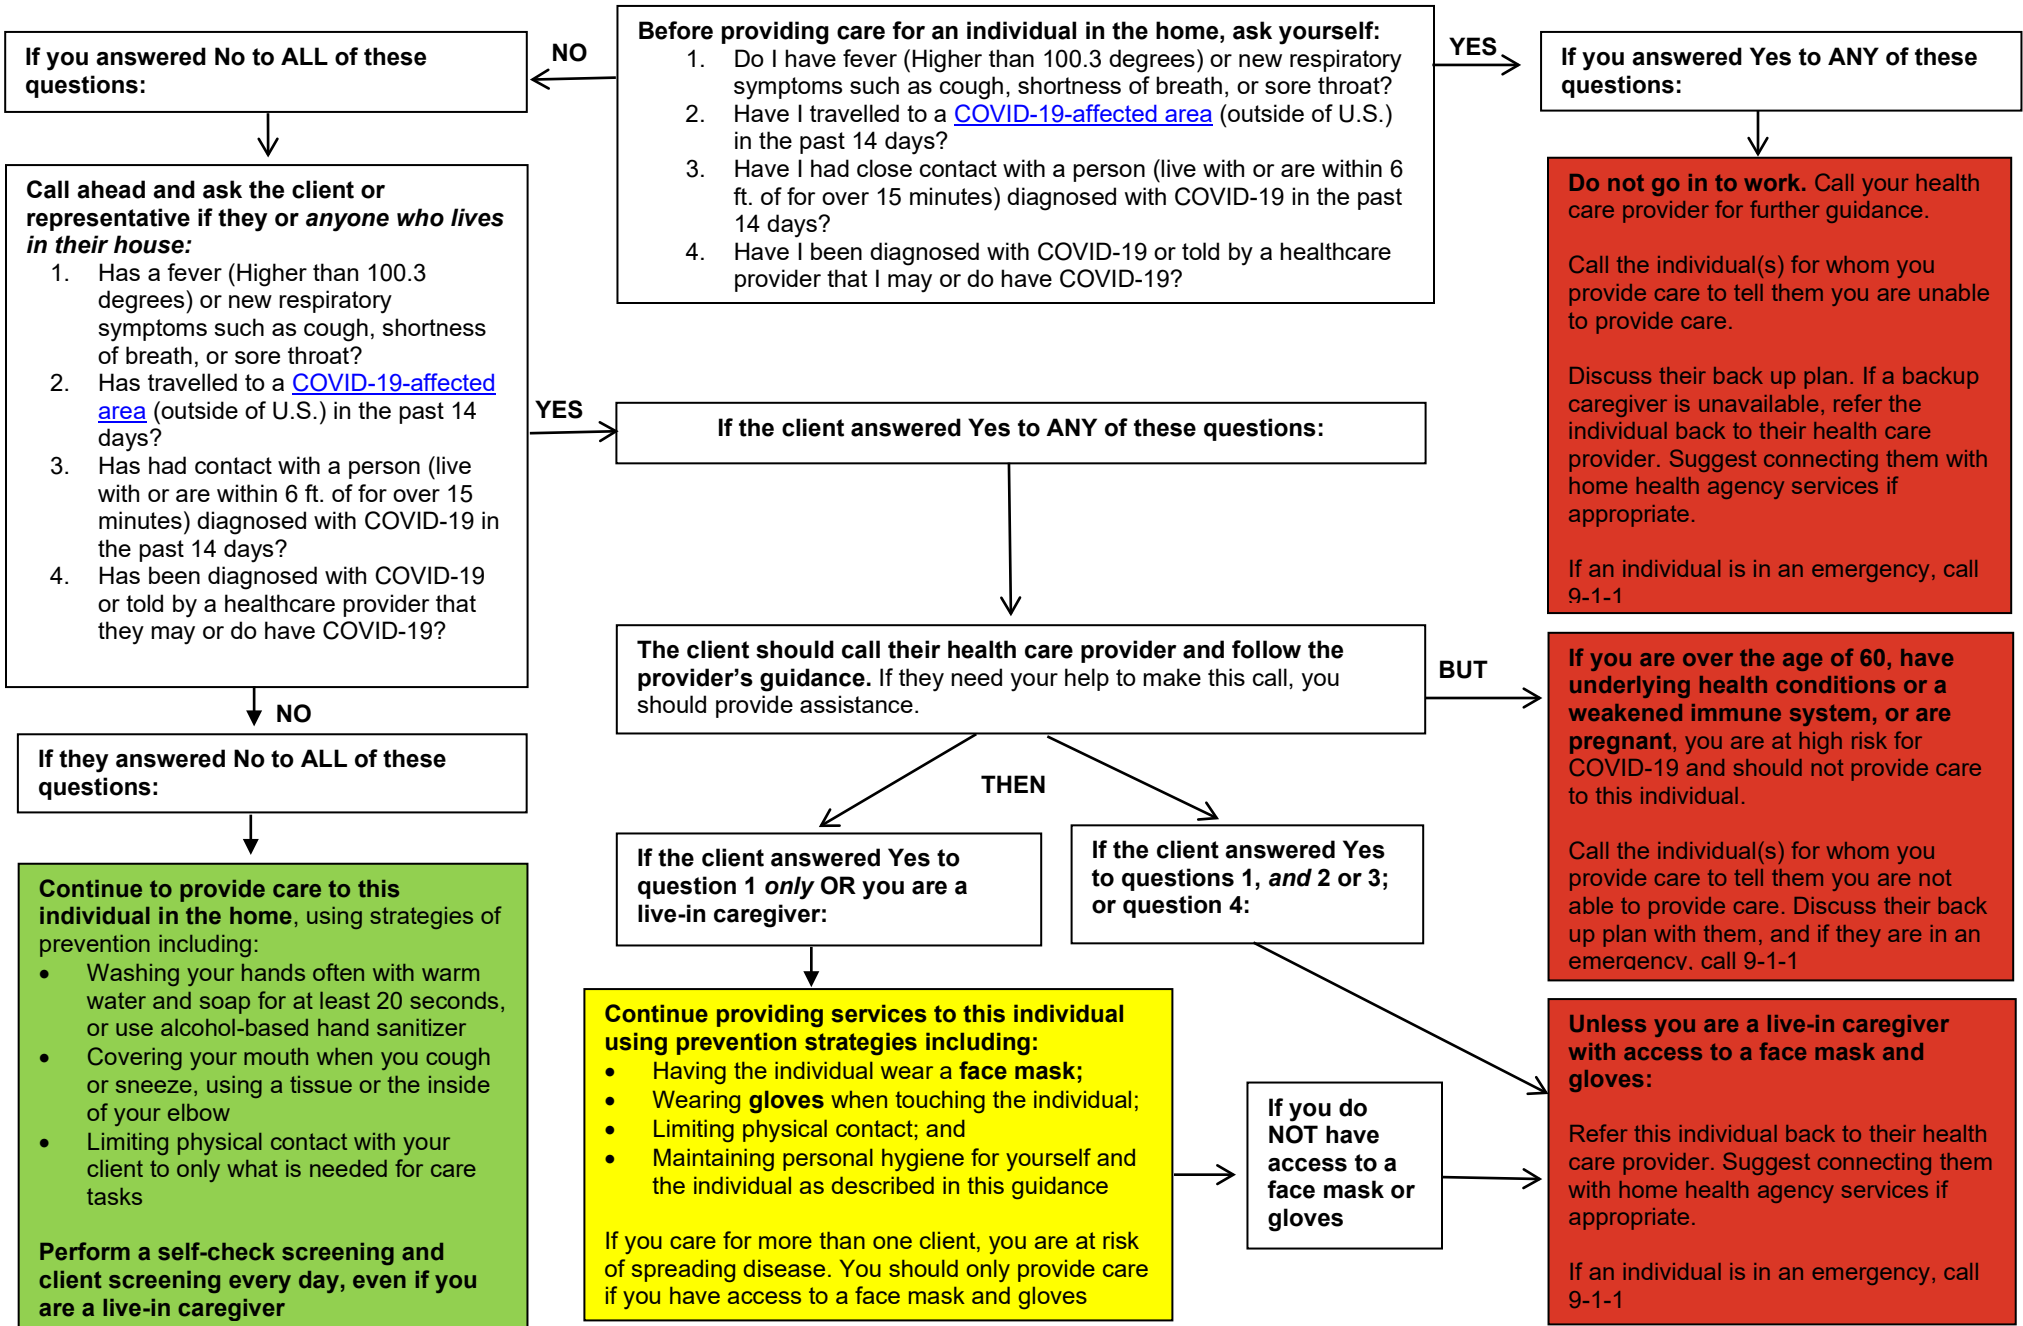 Before providing care for an individual in the home, ask yourself:
1. Do I have fever (Higher than 100.3 degrees) or new respiratory
symptoms such as cough, shortness of breath, or sore throat?
2. Have I travelled to a COVID-19-affected area (outside of U.S.)
in the past 14 days?
3. Have I had close contact with a person (live with or are within 6
ft. of for over 15 minutes) diagnosed with COVID-19 in the past
14 days?
4. Have I been diagnosed with COVID-19 or told by a healthcare
provider that I may or do have COVID-19?
NO
If you answered No to ALL of these
questions:
YES
If you answered Yes to ANY of these
questions:
Do not go in to work. Call your health
care provider for further guidance.
Call the individual(s) for whom you
provide care to tell them you are unable
to provide care.
Discuss their back up plan. If a backup
caregiver is unavailable, refer the
individual back to their health care
provider. Suggest connecting them with
home health agency services if
appropriate.
If an individual is in an emergency, call
9-1-1
Call ahead and ask the client or
representative if they or anyone who lives
in their house:
1. Has a fever (Higher than 100.3
degrees) or new respiratory
symptoms such as cough, shortness
of breath, or sore throat?
2. Has travelled to a COVID-19-affected
area (outside of U.S.) in the past 14
days?
3. Has had contact with a person (live
with or are within 6 ft. of for over 15
minutes) diagnosed with COVID-19 in
the past 14 days?
4. Has been diagnosed with COVID-19
or told by a healthcare provider that
they may or do have COVID-19?
YES
If the client answered Yes to ANY of these questions:
The client should call their health care provider and follow the
provider's guidance. If they need your help to make this call, you
should provide assistance.
BUT
If you are over the age of 60, have
underlying health conditions or a
weakened immune system, or are
pregnant, you are at high risk for
COVID-19 and should not provide care
to this individual.
Call the individual(s) for whom you
provide care to tell them you are not
able to provide care. Discuss their back
up plan with them, and if they are in an
emergency, call 9-1-1
NO
If they answered No to ALL of these
questions:
Continue to provide care to this
individual in the home, using strategies of
prevention including:
• Washing your hands often with warm
water and soap for at least 20 seconds,
or use alcohol-based hand sanitizer
• Covering your mouth when you cough
or sneeze, using a tissue or the inside
of your elbow
• Limiting physical contact with your
client to only what is needed for care
tasks
Perform a self-check screening and
client screening every day, even if you
are a live-in caregiver
THEN
If the client answered Yes to
question 1 only OR you are a
live-in caregiver:
If the client answered Yes
to questions 1, and 2 or 3;
or question 4:
Continue providing services to this individual
using prevention strategies including:
• Having the individual wear a face mask;
• Wearing gloves when touching the individual;
• Limiting physical contact; and
• Maintaining personal hygiene for yourself and
the individual as described in this guidance
If you care for more than one client, you are at risk
of spreading disease. You should only provide care
if you have access to a face mask and gloves
If you do
NOT have
access to a
face mask or
gloves
Unless you are a live-in caregiver
with access to a face mask and
gloves:
Refer this individual back to their health
care provider. Suggest connecting them
with home health agency services if
appropriate.
If an individual is in an emergency, call
9-1-1